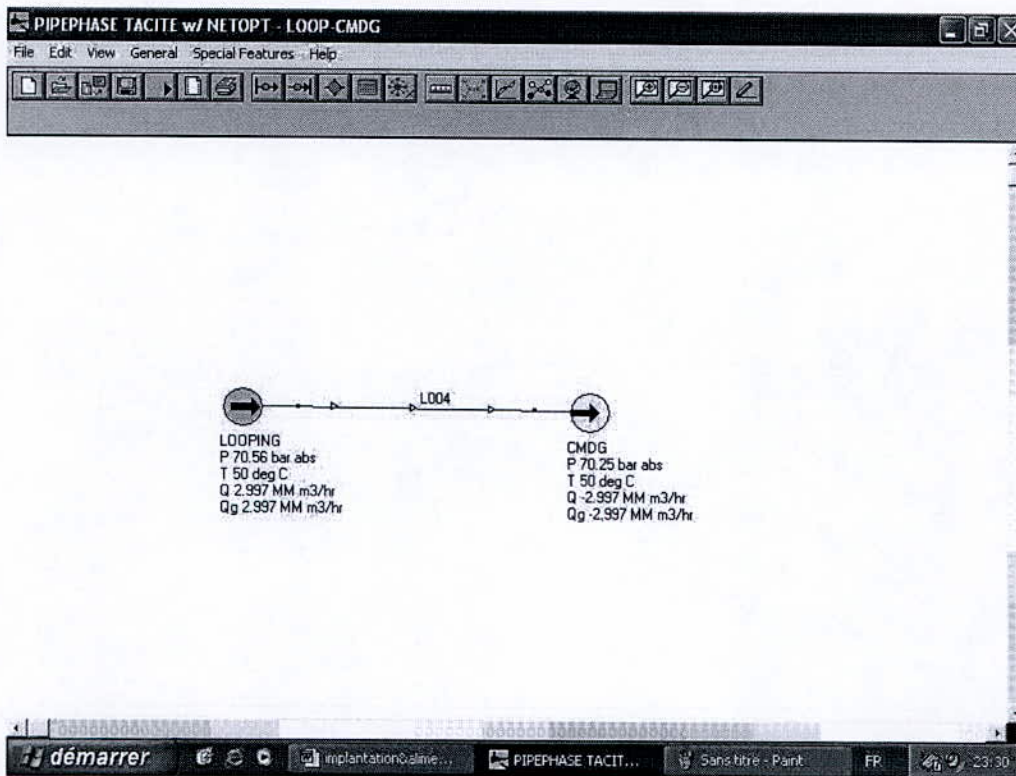 PIPEPHASE TACITE w/ NETOPT - LOOP-CMDG
File Edit View General Special Features Help
L004
LOOPING
P 70.56 bar abs
T 50 deg C
Q 2.997 MM m3/hr
Qg 2.997 MM m3/hr
CMDG
P 70.25 bar abs
T 50 deg C
Q -2.997 MM m3/hr
Qg -2,997 MM m3/hr
démarrer implantation&alime... PIPEPHASE TACIT... Sans titre - Paint FR 23:30